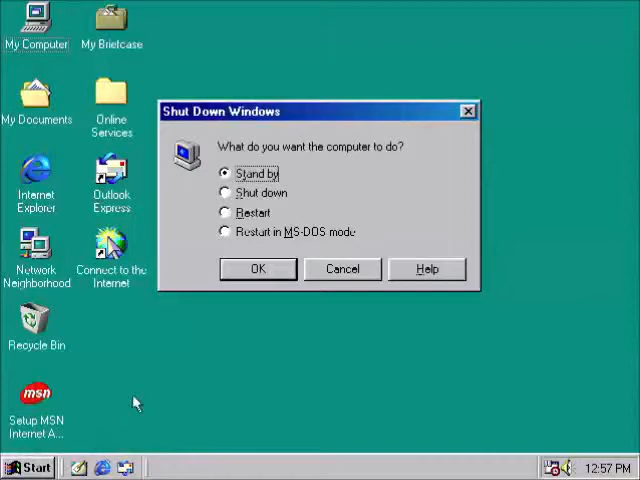 My Computer
My Briefcase
My Documents
Online
Services
Internet
Explorer
Outlook
Express
Network
Neighborhood
Connect to the
Internet
Recycle Bin
msn
Setup MSN
Internet A...
Shut Down Windows
What do you want the computer to do?
Stand by
Shut down
Restart
Restart in MS-DOS mode
OK
Cancel
Help
Start
12:57 PM